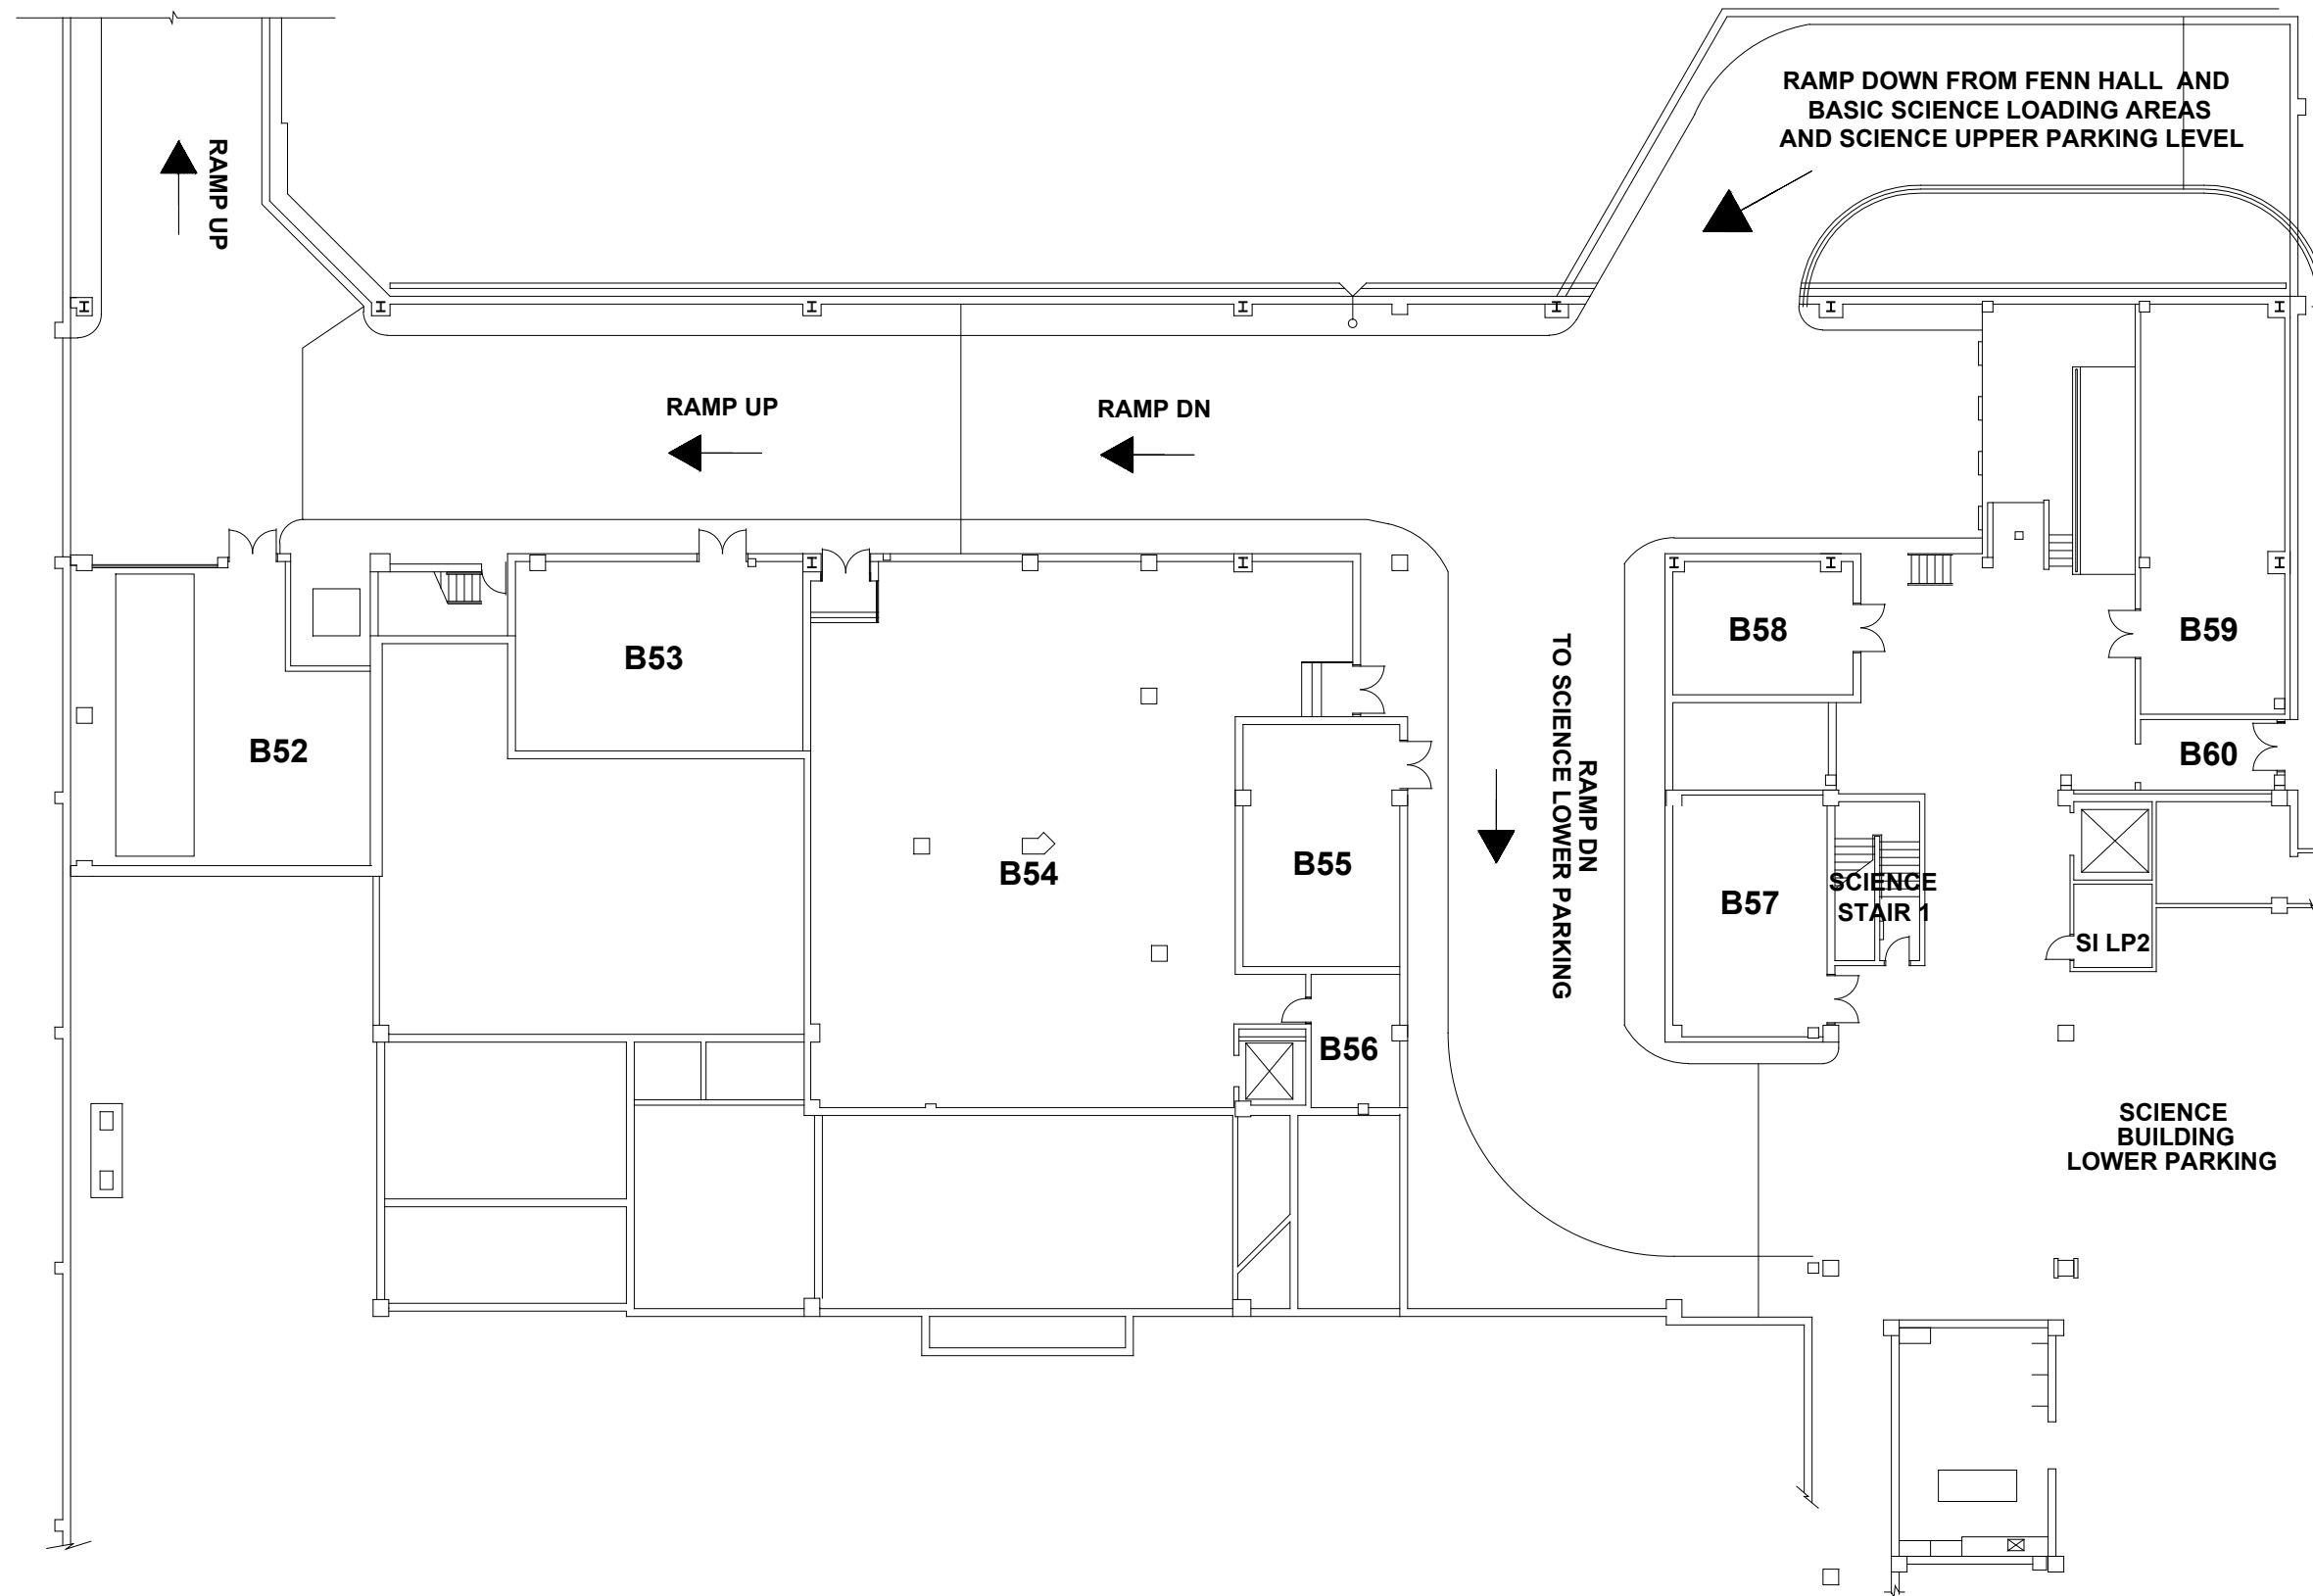 RAMP DOWN FROM FENN HALL AND
BASIC SCIENCE LOADING AREAS
AND SCIENCE UPPER PARKING LEVEL
RAMP UP
RAMP UP
RAMP DN
B52
B53
B54
B55
B56
RAMP DN
TO SCIENCE LOWER PARKING
B58
B59
B60
B57
SCIENCE
STAIR 1
SI LP2
SCIENCE
BUILDING
LOWER PARKING